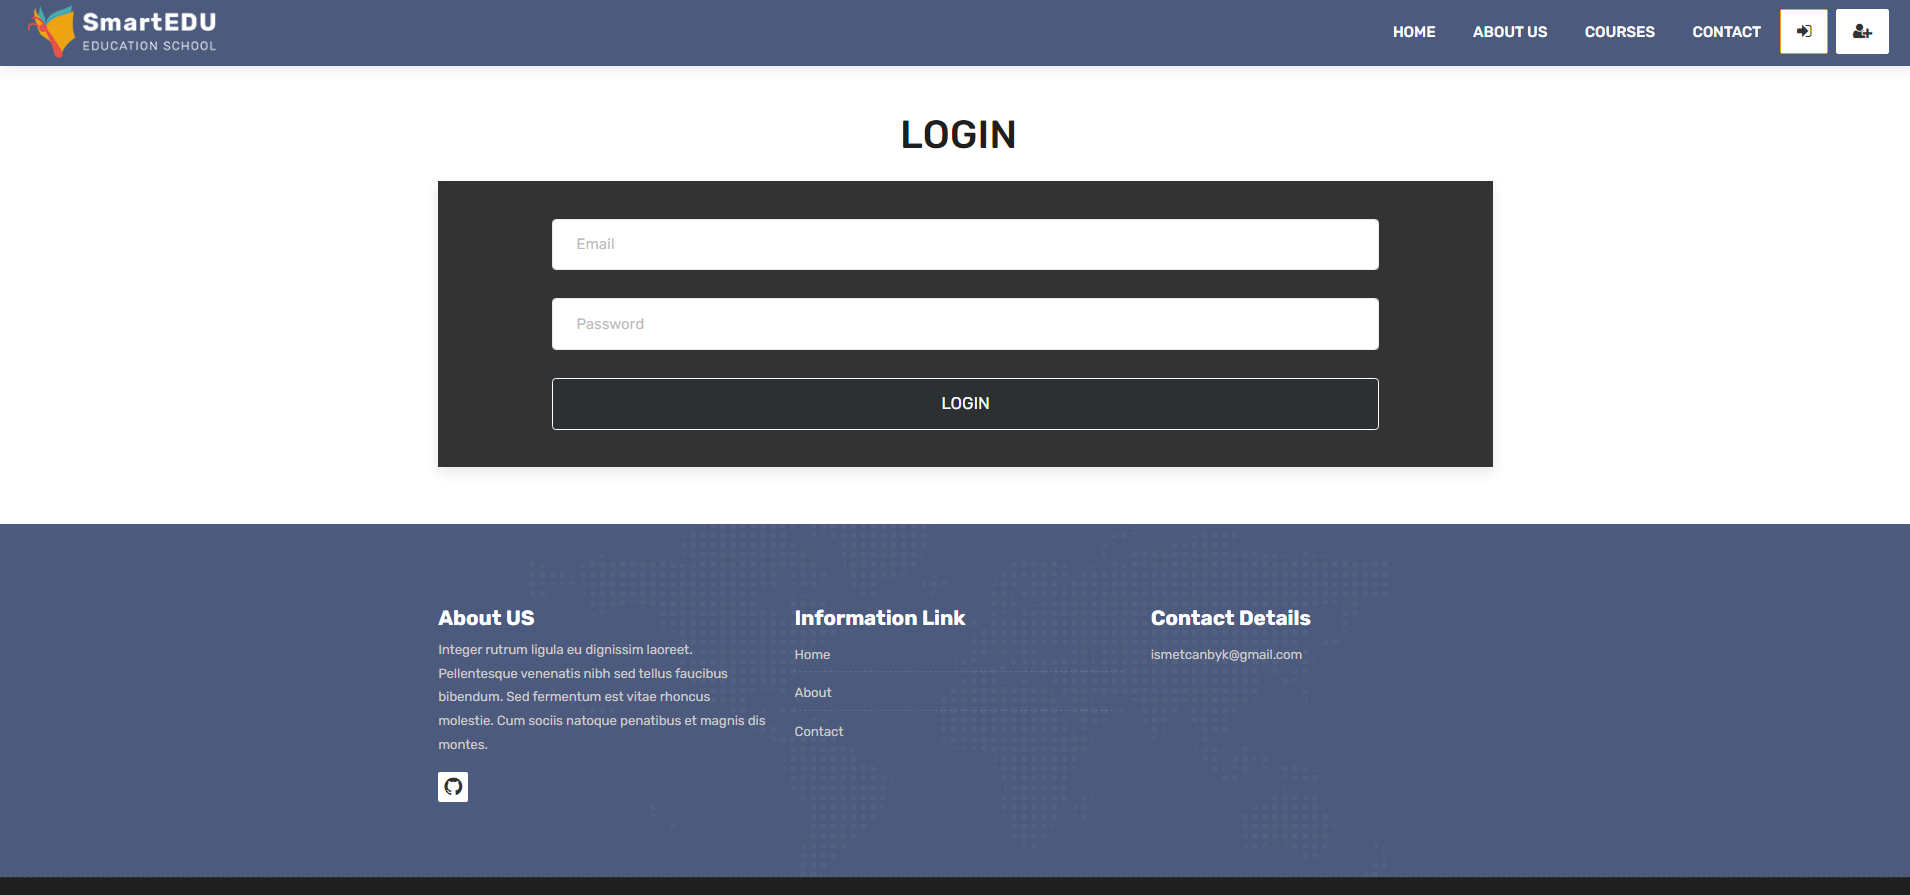 SmartEDU
EDUCATION SCHOOL
HOME
ABOUT US
COURSES
CONTACT
LOGIN
Email
Password
LOGIN
About US
Integer rutrum ligula eu dignissim laoreet.
Pellentesque venenatis nibh sed tellus faucibus
bibendum. Sed fermentum est vitae rhoncus
molestie. Cum sociis natoque penatibus et magnis dis
montes.
Information Link
Home
About
Contact
Contact Details
ismetcanbyk@gmail.com